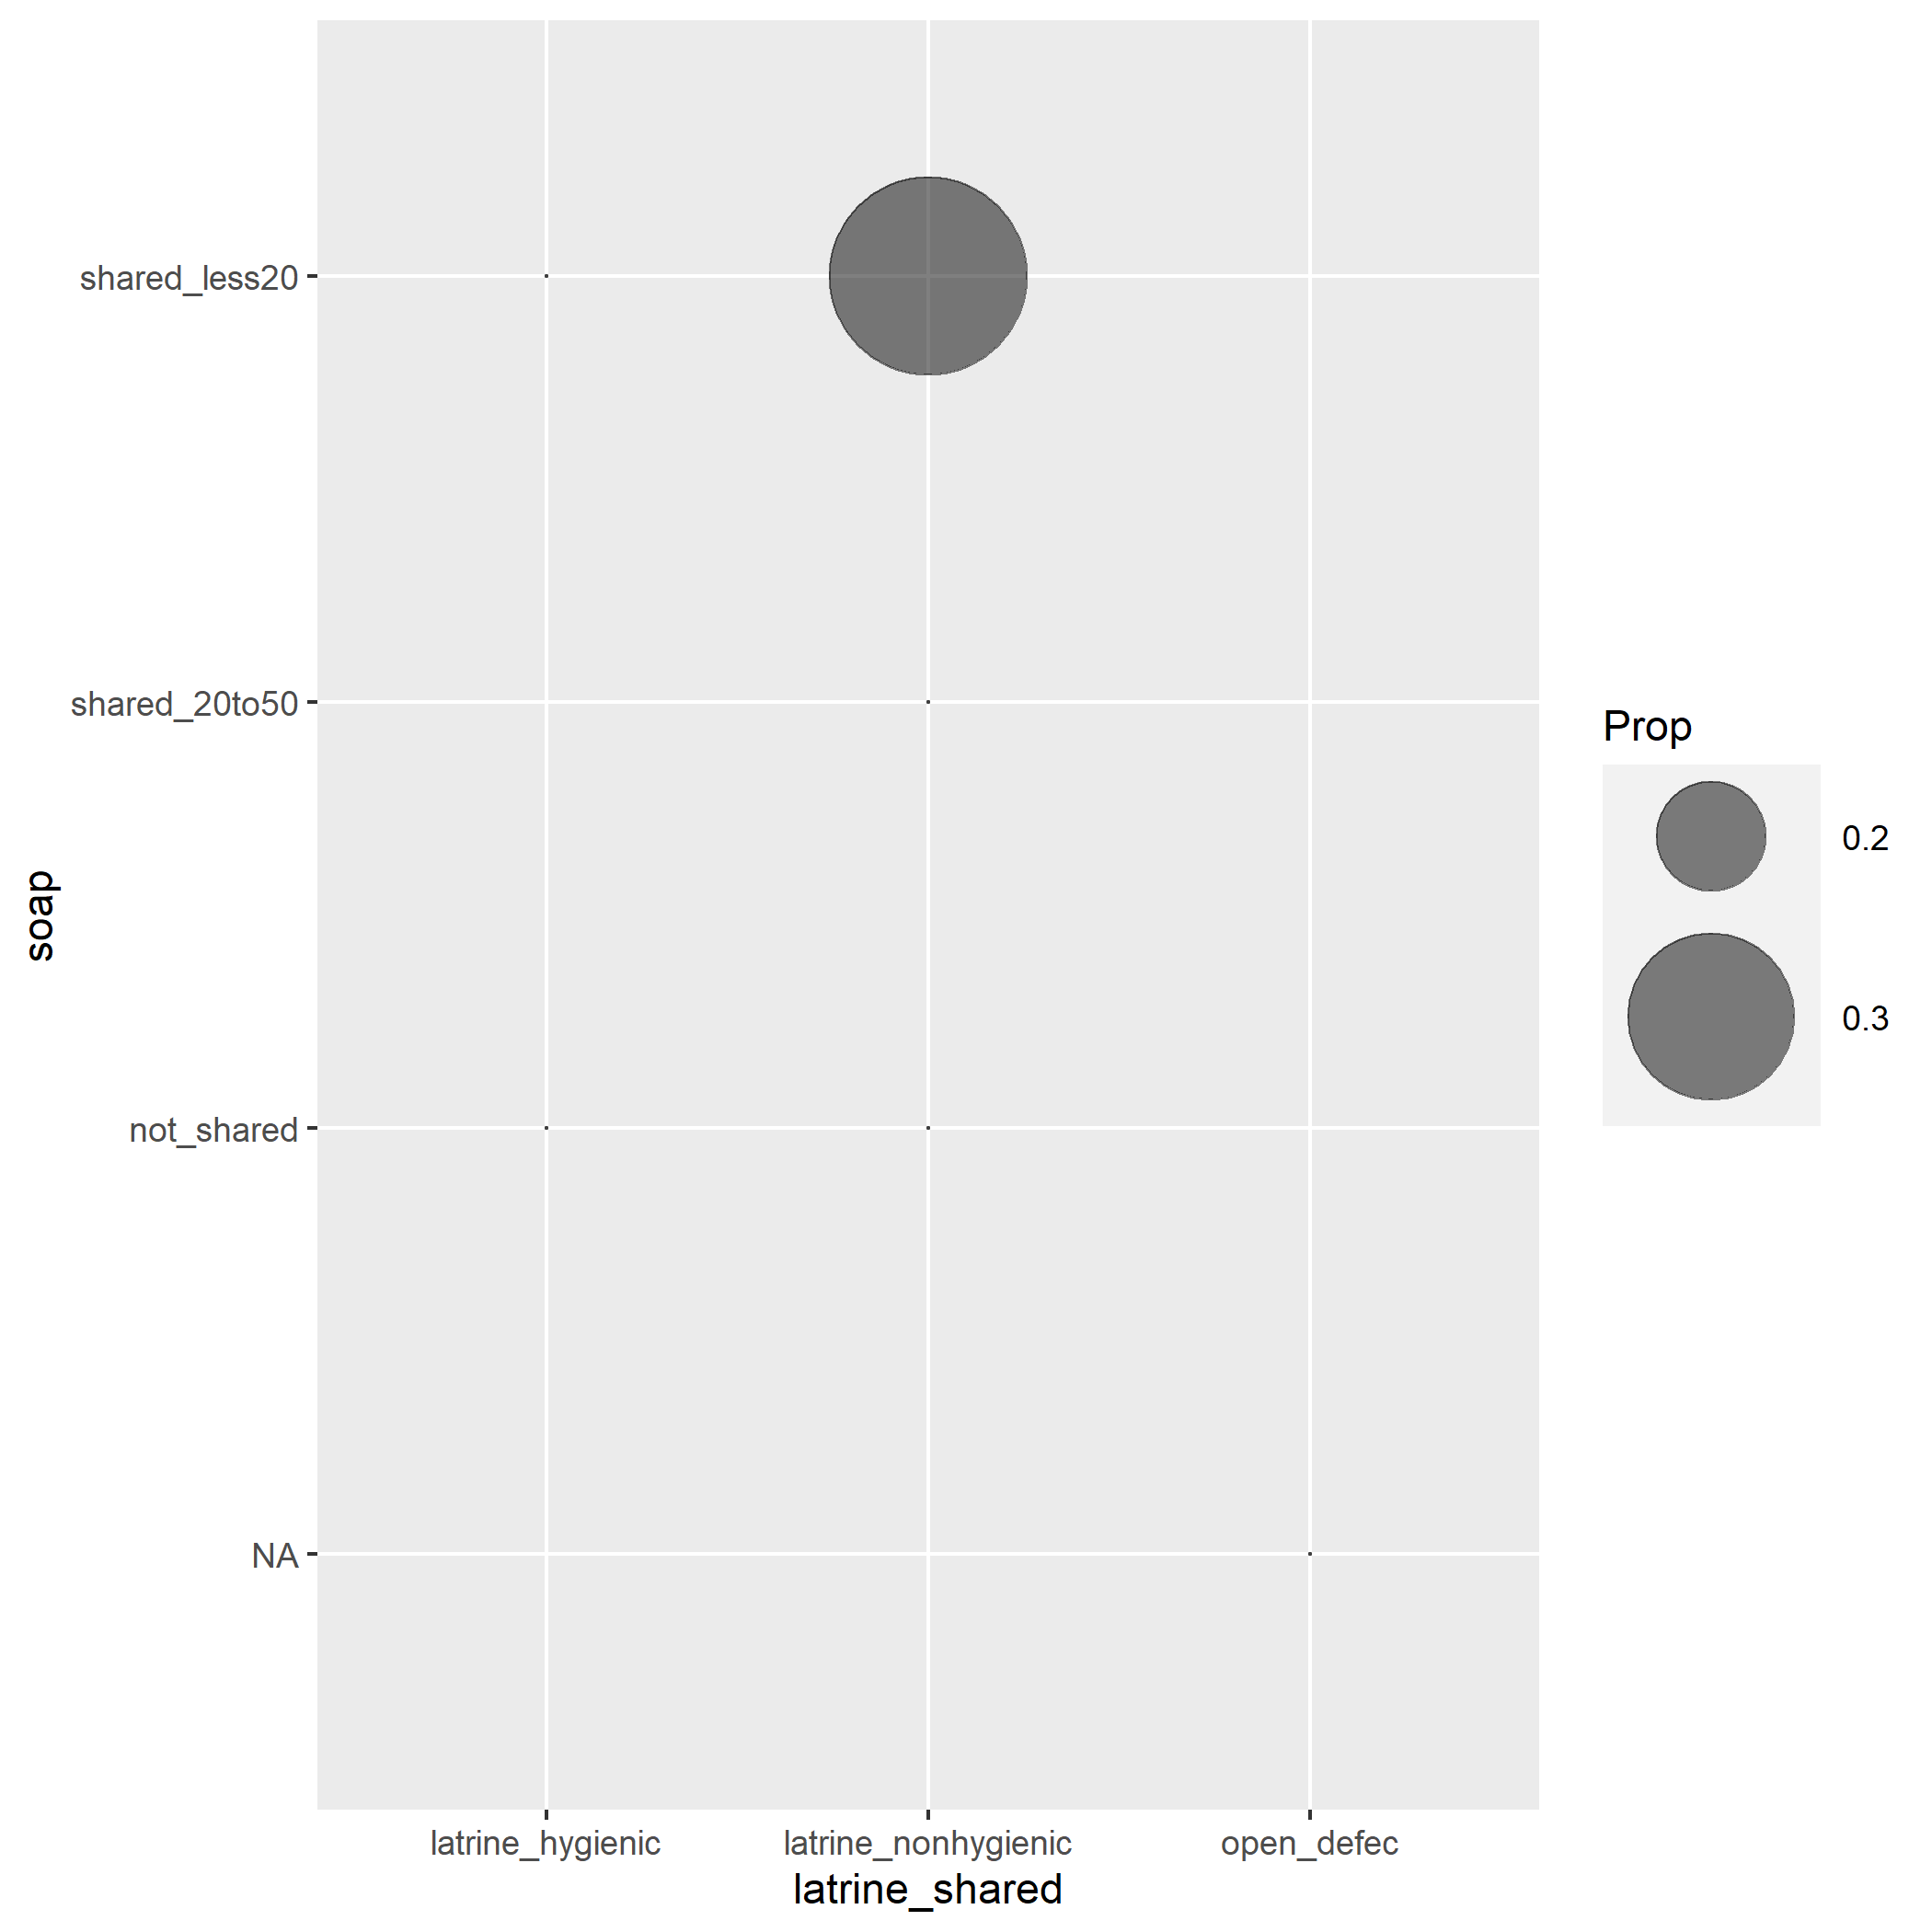 shared_less20
shared_20to50
not_shared
NA
soap
latrine_hygienic
latrine_nonhygienic
open_defec
latrine_shared
Prop
0.2
0.3